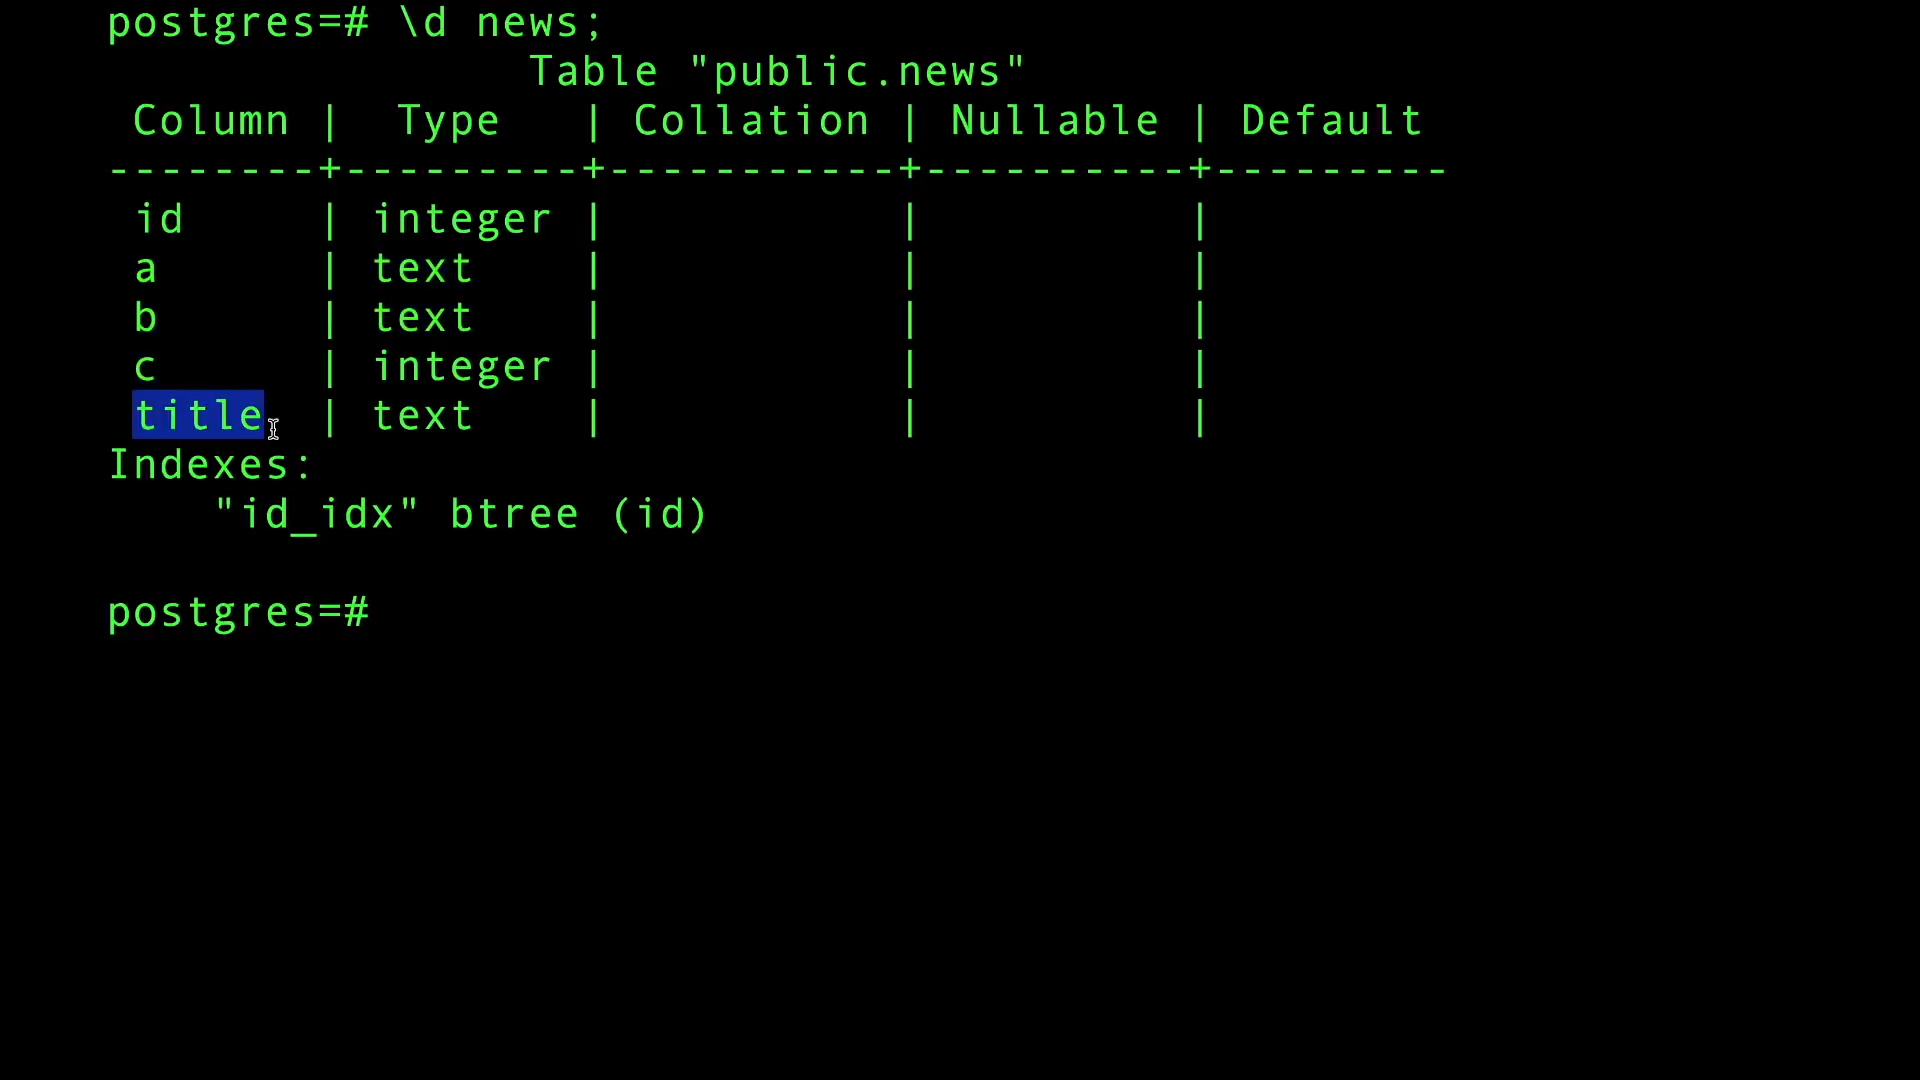 postgres=# \d news;
Table "public.news"
Column | Type | Collation | Nullable | Default
--------+---------+-----------+----------+---------
id | integer | | |
a | text | | |
b | text | | |
c | integer | | |
title | text | | |
Indexes:
"id_idx" btree (id)
postgres=#